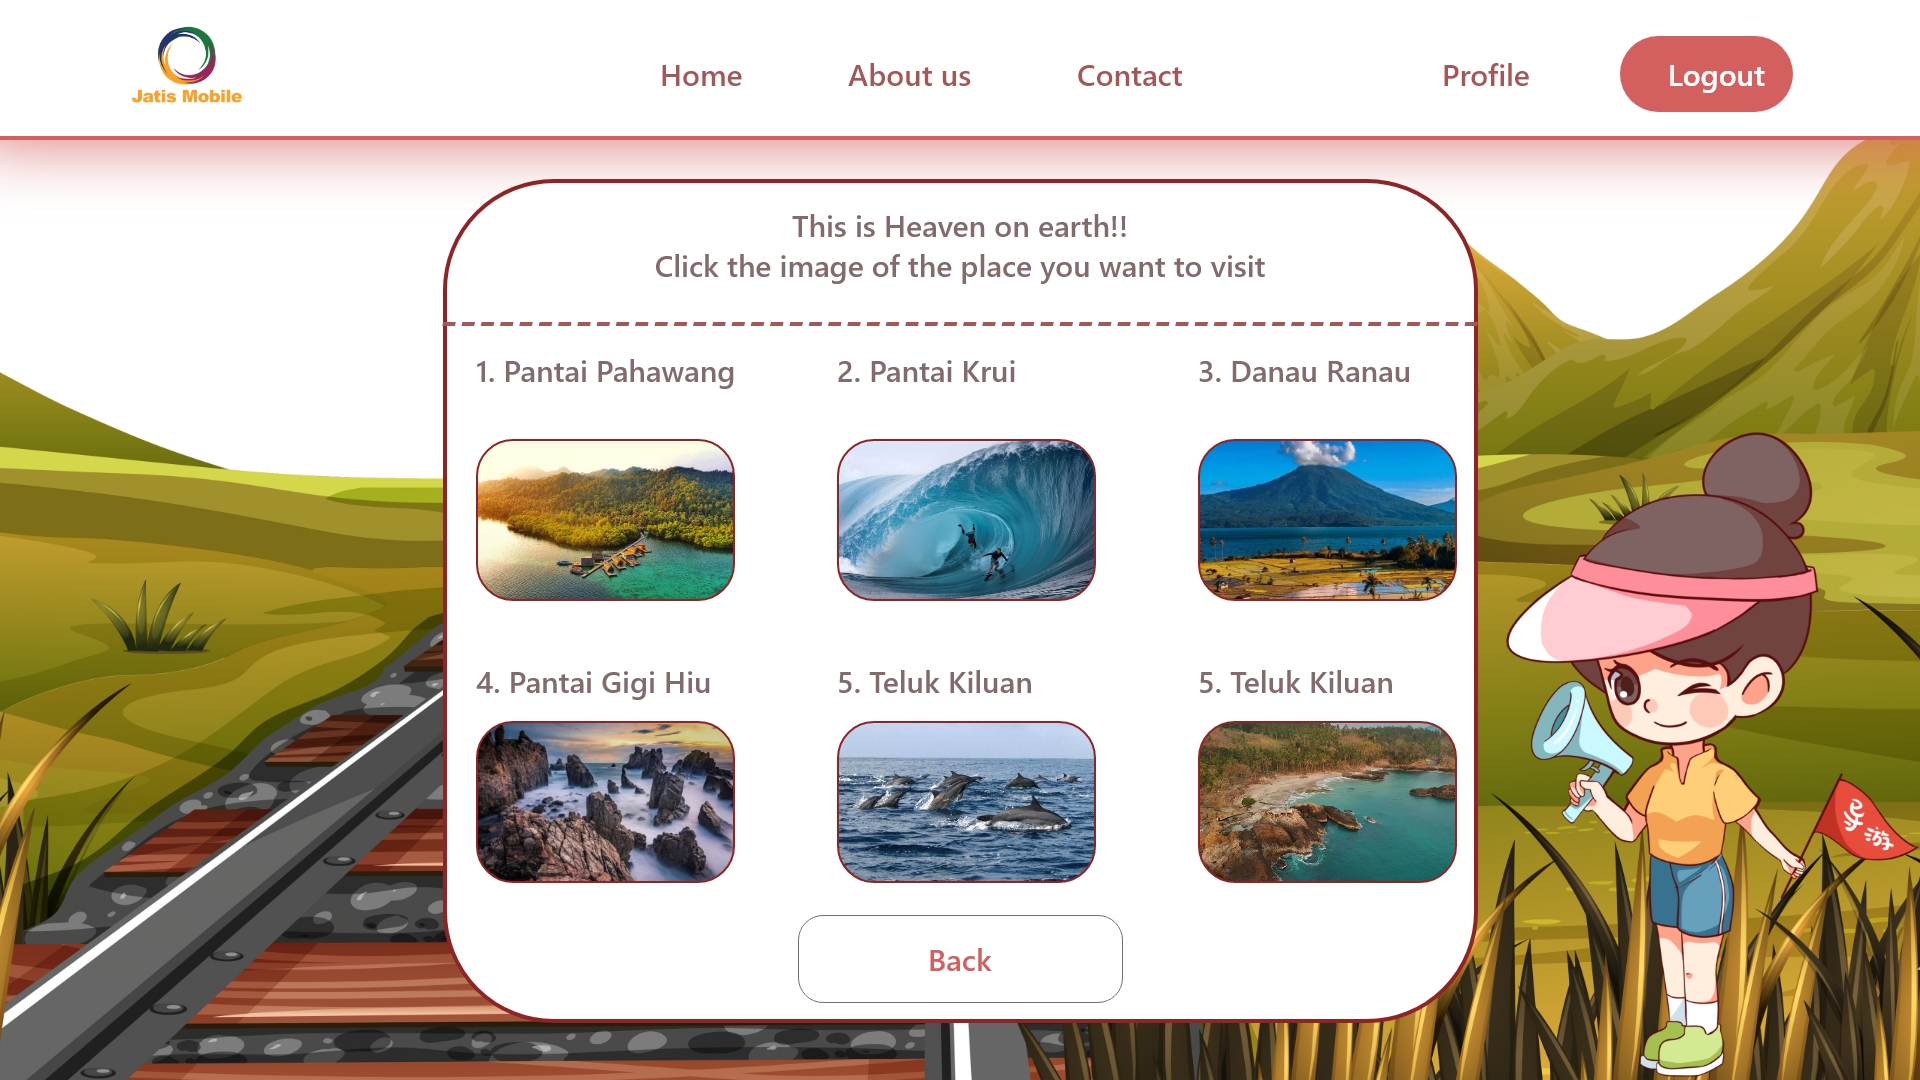 Jatis Mobile
Home
About us
Contact
Profile
Logout
This is Heaven on earth!!
Click the image of the place you want to visit
1. Pantai Pahawang
2. Pantai Krui
3. Danau Ranau
4. Pantai Gigi Hiu
5. Teluk Kiluan
5. Teluk Kiluan
Back
游